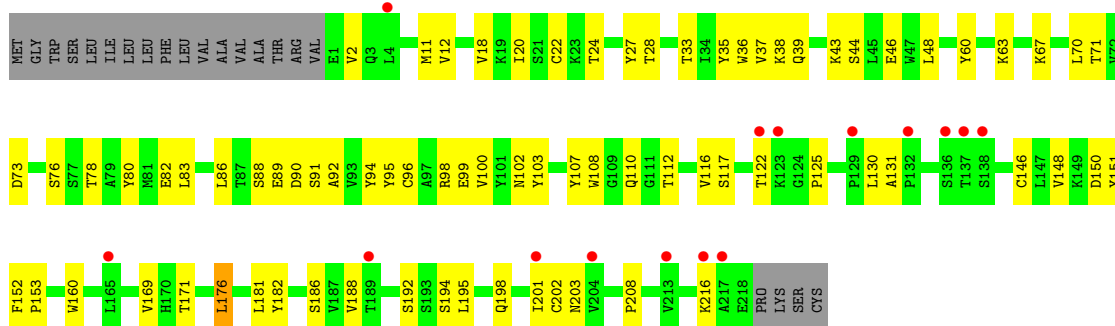 MET GLY TRP SER LEU ILE LEU LEU PHE LEU VAL ALA VAL ALA THR ARG VAL E1 V2 Q3 L4 M11 V12 V18 K19 I20 S21 C22 K23 T24 Y27 T28 T33 I34 Y35 W36 V37 K38 Q39 K43 S44 L45 E46 W47 L48 Y60 K63 K67 L70 T71 V72
D73 S76 S77 T78 A79 Y80 M81 E82 L83 L86 T87 S88 E89 D90 S91 A92 V93 Y94 Y95 C96 A97 R98 E99 V100 Y101 N102 Y103 Y107 W108 G109 Q110 G111 T112 V116 S117 T122 K123 G124 P125 P129 L130 A131 P132 S136 T137 S138 C146 L147 V148 K149 D150 Y151
F152 P153 W160 L165 V169 H170 T171 L176 L181 Y182 S186 V187 V188 T189 S192 S193 S194 L195 Q198 I201 C202 N203 V204 P208 V213 K216 A217 E218 PRO LYS SER CYS